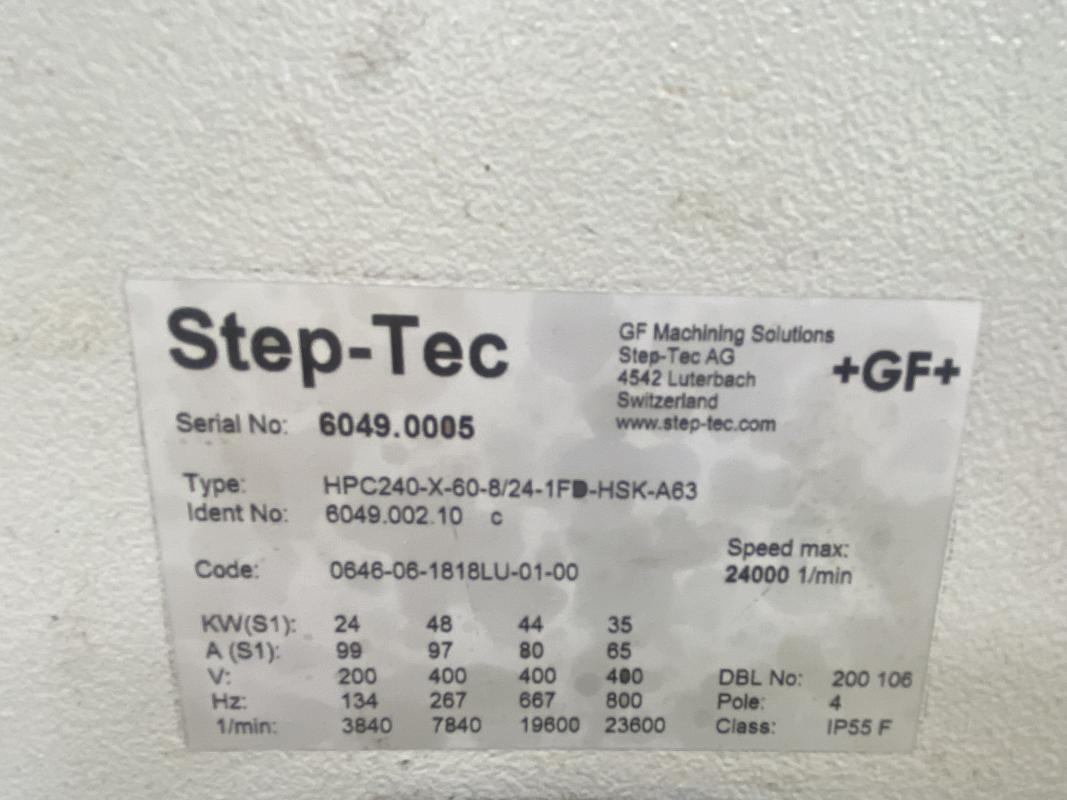 Step-Tec
GF Machining Solutions
Step-Tec AG
4542 Luterbach
Switzerland
www.step-tec.com
+GF+
Serial No: 6049.0005
Type: HPC240-X-60-8/24-1FD-HSK-A63
Ident No: 6049.002.10 c
Speed max:
24000 1/min
Code: 0646-06-1818LU-01-00
KW(S1): 24 48 44 35
A (S1): 99 97 80 65
V: 200 400 400 400 DBL No: 200 106
Hz: 134 267 667 800 Pole: 4
1/min: 3840 7840 19600 23600 Class: IP55 F